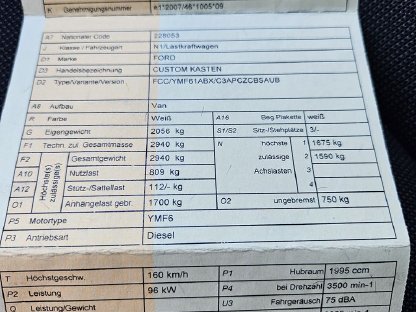 K Genehmigungsnummer e1*2007/46*1005*09
A7 Nationaler Code 228053
J Klasse / Fahrzeugart N1/Lastkraftwagen
D1 Marke FORD
D3 Handelsbezeichnung CUSTOM KASTEN
D2 Type/Variante/Version FCC/YMF61ABX/C3APCZCBSAUB
A8 Aufbau Van
R Farbe Weiß A16 Beg.Plakette weiß
G Eigengewicht 2056 kg S1/S2 Sitz-/Stehplätze 3/-
F1 Techn. zul. Gesamtmasse 2940 kg N höchste 1 1675 kg
Höchste(s) zulässige(s)
F2 Gesamtgewicht 2940 kg zulässige 2 1590 kg
A10 Nutzlast 809 kg Achslasten 3
A12 Stütz-/Sattellast 112/- kg 4
O1 Anhängelast gebr. 1700 kg O2 ungebremst 750 kg
P5 Motortype YMF6
P3 Antriebsart Diesel
T Höchstgeschw. 160 km/h P1 Hubraum 1995 ccm
P2 Leistung 96 kW P4 bei Drehzahl 3500 min-1
Q Leistung/Gewicht U3 Fahrgeräusch 75 dBA